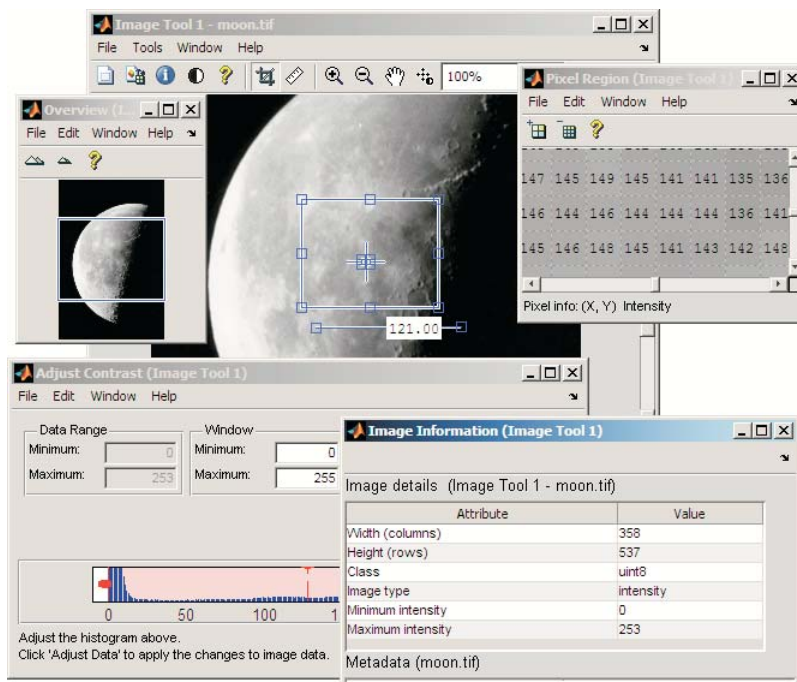 Image Tool 1 - moon.tif
File Tools Window Help
100%
Overview (I...
File Edit Window Help
Pixel Region (Image Tool 1)
File Edit Window Help
147 145 149 145 141 141 135 136
146 144 146 144 144 144 136 141
145 146 148 145 141 143 142 148
Pixel info: (X, Y) Intensity
121.00
Adjust Contrast (Image Tool 1)
File Edit Window Help
Data Range
Minimum: 0
Maximum: 253
Window
Minimum: 0
Maximum: 255
0 50 100 1
Adjust the histogram above.
Click 'Adjust Data' to apply the changes to image data.
Image Information (Image Tool 1)
Image details (Image Tool 1 - moon.tif)
Attribute Value
Width (columns) 358
Height (rows) 537
Class uint8
Image type intensity
Minimum intensity 0
Maximum intensity 253
Metadata (moon.tif)